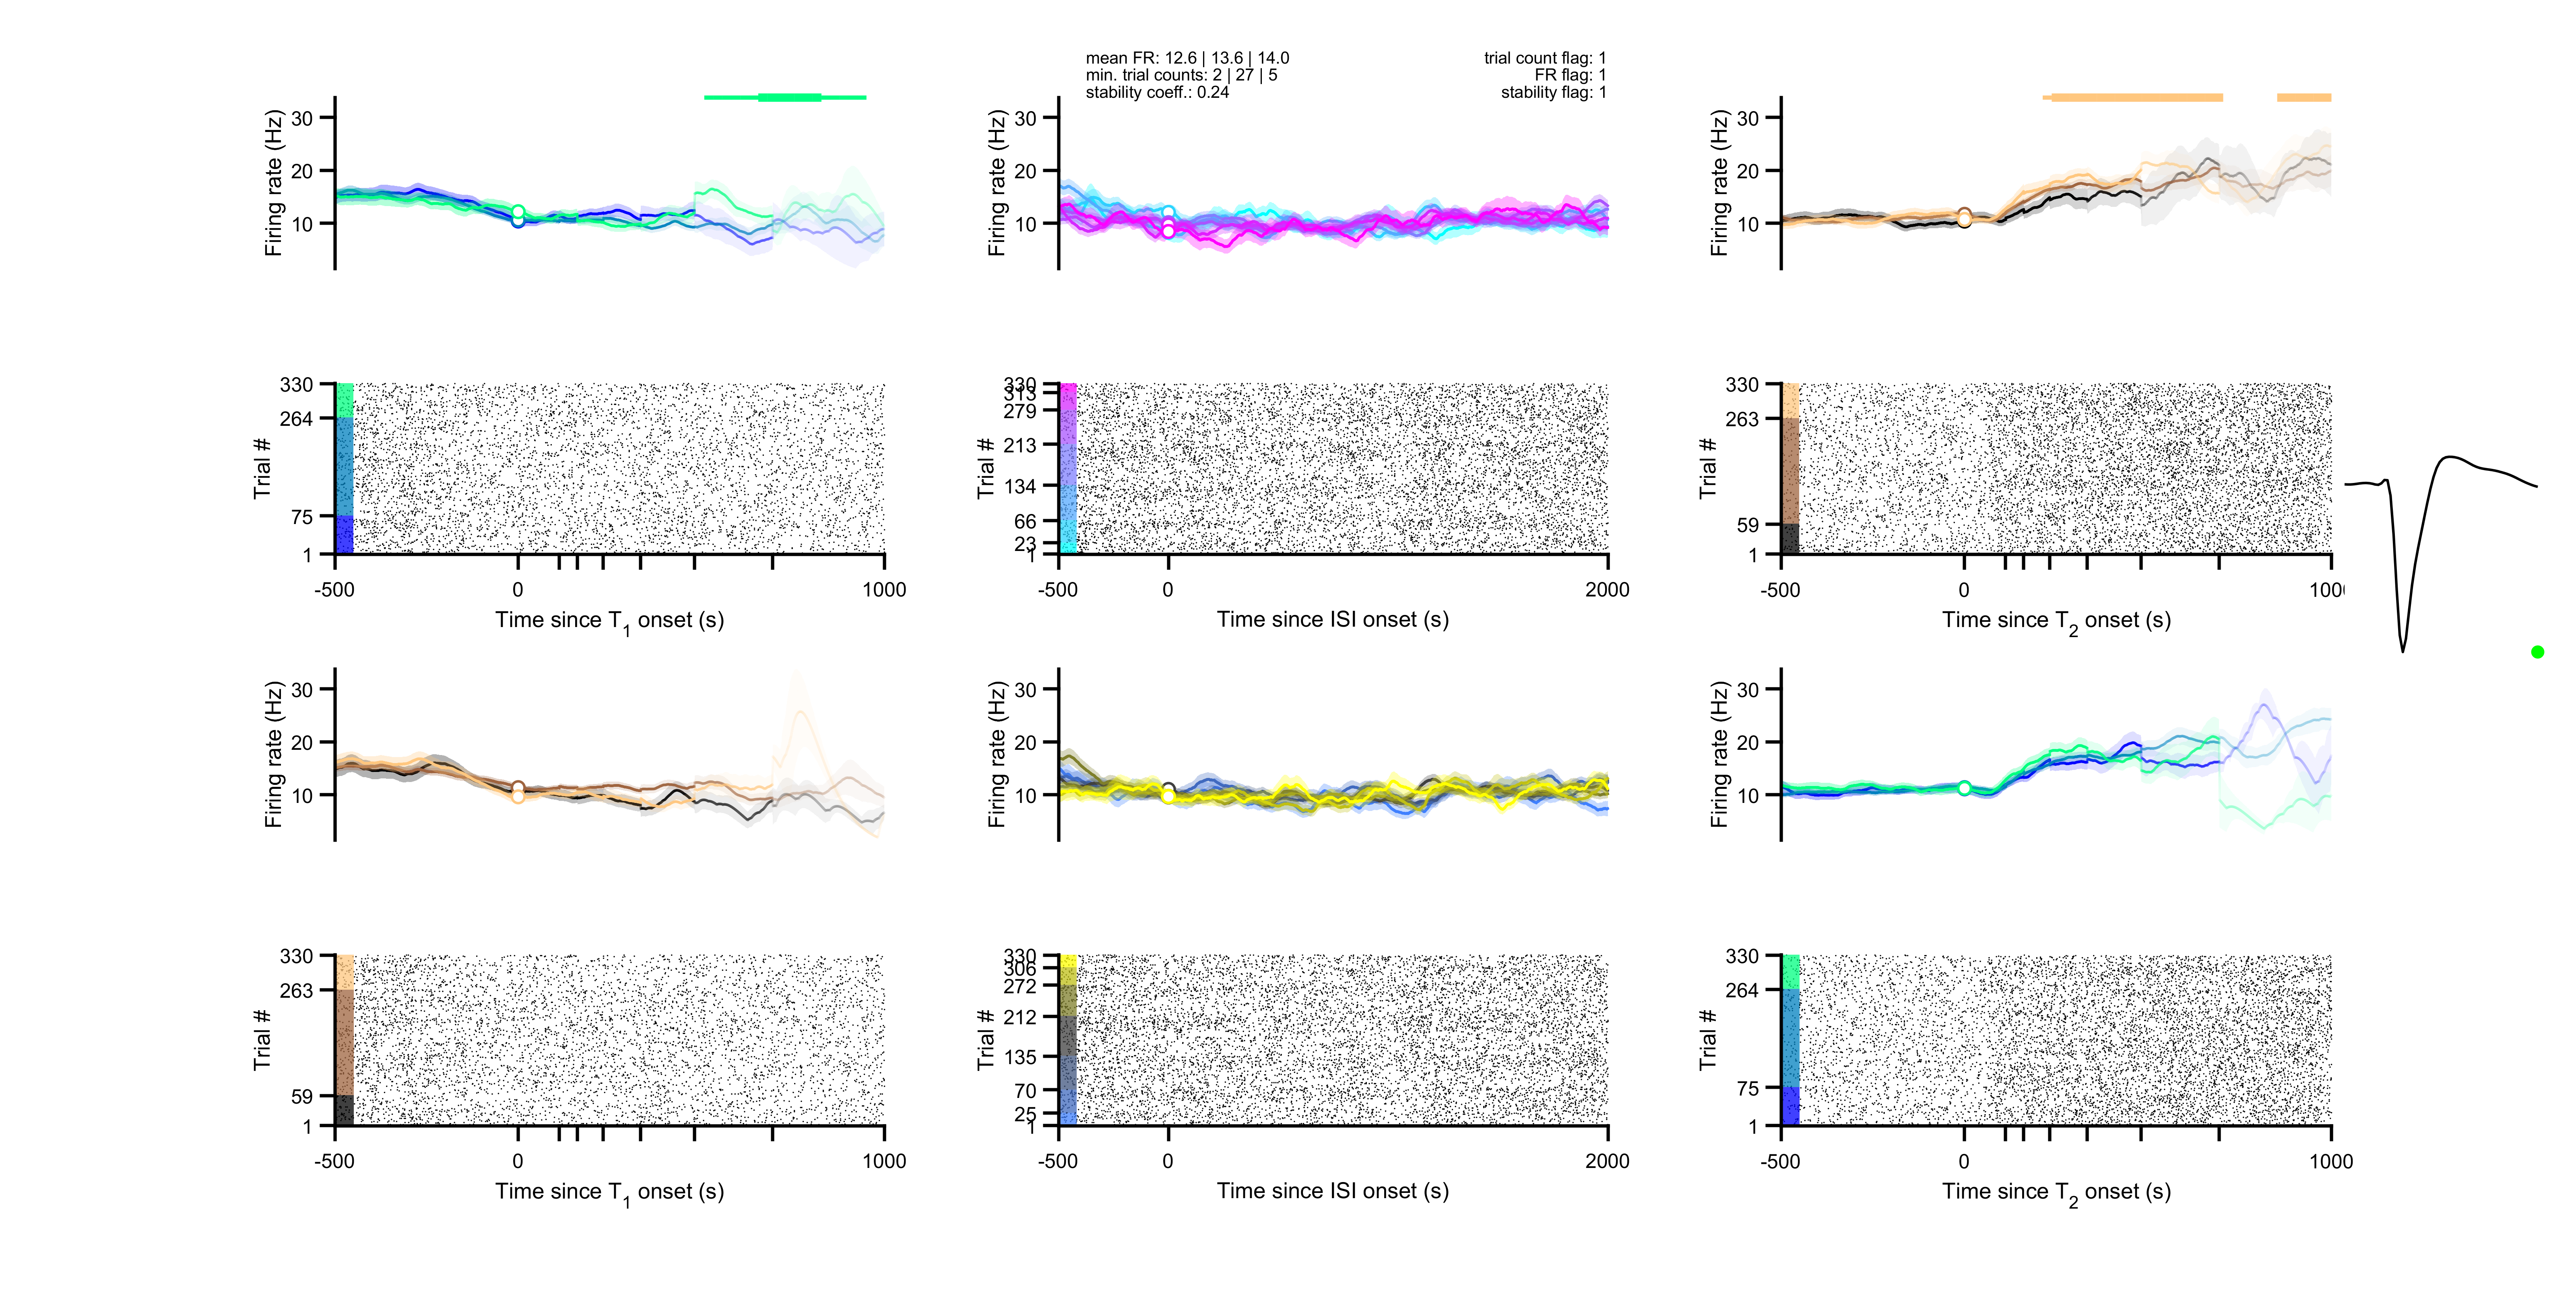 mean FR: 12.6 | 13.6 | 14.0
min. trial counts: 2 | 27 | 5
stability coeff.: 0.24
trial count flag: 1
FR flag: 1
stability flag: 1
Firing rate (Hz)
30
20
10
Firing rate (Hz)
30
20
10
Firing rate (Hz)
30
20
10
Trial #
330
264
75
1
-500
0
1000
Time since T1 onset (s)
Trial #
330
313
279
213
134
66
23
1
-500
0
2000
Time since ISI onset (s)
Trial #
330
263
59
1
-500
0
Time since T2 onset (s)
Firing rate (Hz)
30
20
10
Firing rate (Hz)
30
20
10
Firing rate (Hz)
30
20
10
Trial #
330
263
59
1
-500
0
1000
Time since T1 onset (s)
Trial #
330
306
272
212
135
70
25
1
-500
0
2000
Time since ISI onset (s)
Trial #
330
264
75
1
-500
0
1000
Time since T2 onset (s)